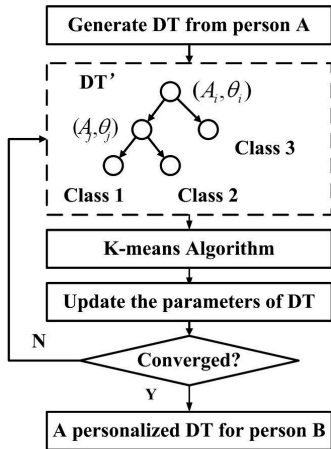 Generate DT from person A
DT'
(A_i,θ_i)
(A_j,θ_j)
Class 3
Class 1
Class 2
K-means Algorithm
Update the parameters of DT
N
Converged?
Y
A personalized DT for person B